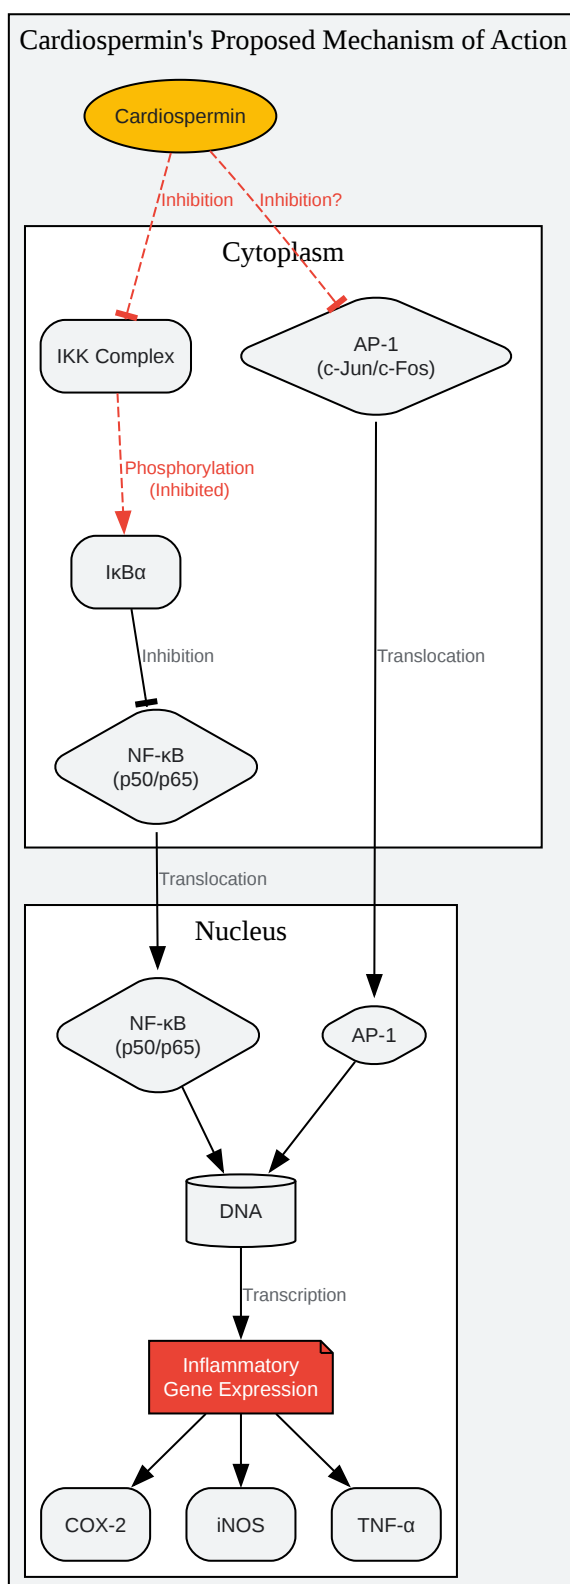 Cardiospermin's Proposed Mechanism of Action
Cardiospermin
Inhibition
Inhibition?
Cytoplasm
IKK Complex
AP-1
(c-Jun/c-Fos)
Phosphorylation
(Inhibited)
IκBα
Inhibition
Translocation
NF-κB
(p50/p65)
Translocation
Nucleus
NF-κB
(p50/p65)
AP-1
DNA
Transcription
Inflammatory
Gene Expression
COX-2
iNOS
TNF-α